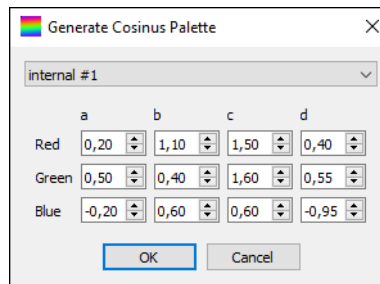 Generate Cosinus Palette
internal #1
a b c d
Red 0,20 1,10 1,50 0,40
Green 0,50 0,40 1,60 0,55
Blue -0,20 0,60 0,60 -0,95
OK Cancel